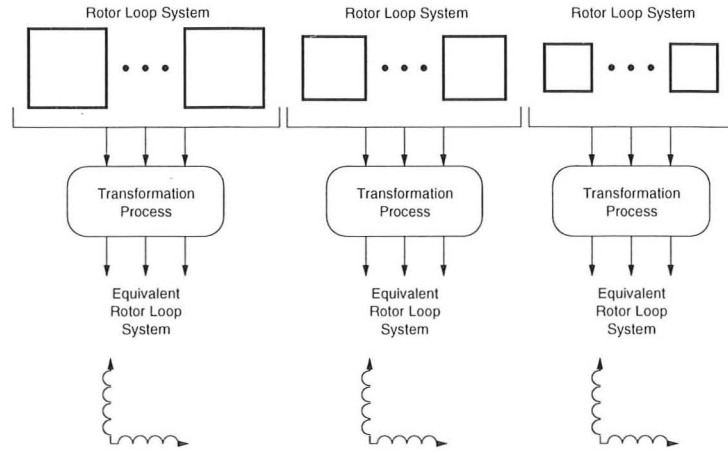 Rotor Loop System
Rotor Loop System
Rotor Loop System
Transformation
Process
Transformation
Process
Transformation
Process
Equivalent
Rotor Loop
System
Equivalent
Rotor Loop
System
Equivalent
Rotor Loop
System